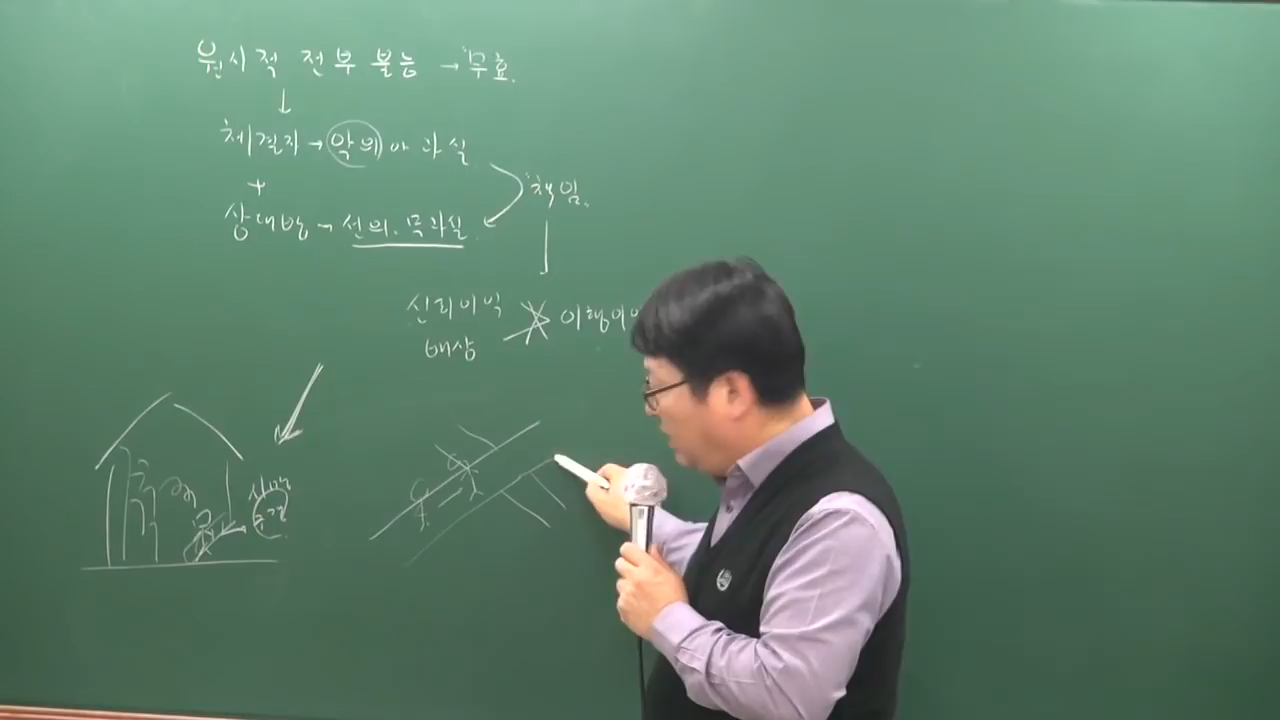 원시적 전부 불능 → "무효.
↓
체결자 → 악의 or 과실
+
상대방 → 선의. 무과실
"책임"
신뢰이익 이행이익
배상